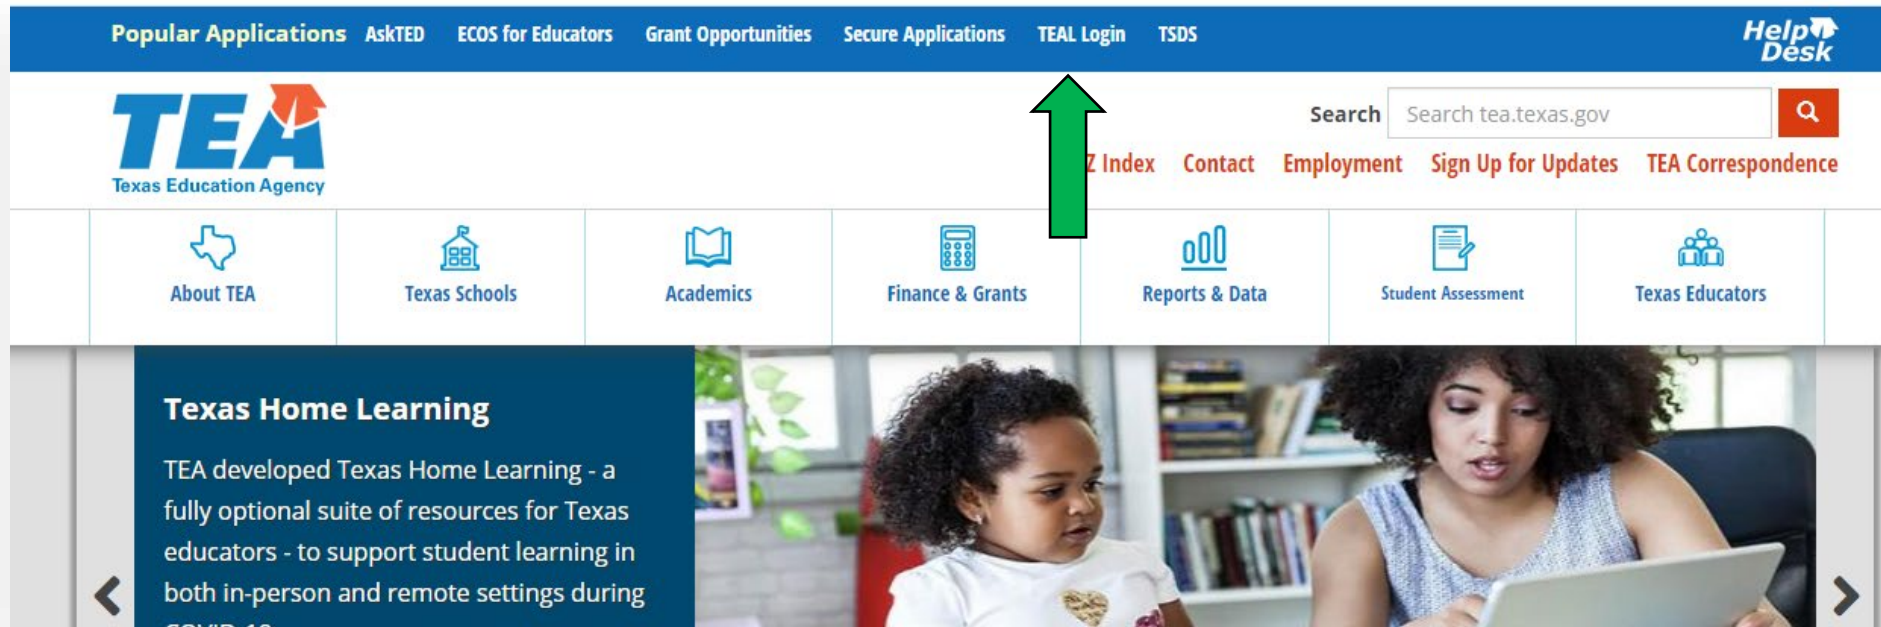 Popular Applications AskTED ECOS for Educators Grant Opportunities Secure Applications TEAL Login TSDS
Help
Desk
TEA
Texas Education Agency
Search Search tea.texas.gov
Z Index Contact Employment Sign Up for Updates TEA Correspondence
About TEA Texas Schools Academics Finance & Grants Reports & Data Student Assessment Texas Educators
Texas Home Learning
TEA developed Texas Home Learning - a
fully optional suite of resources for Texas
educators - to support student learning in
both in-person and remote settings during